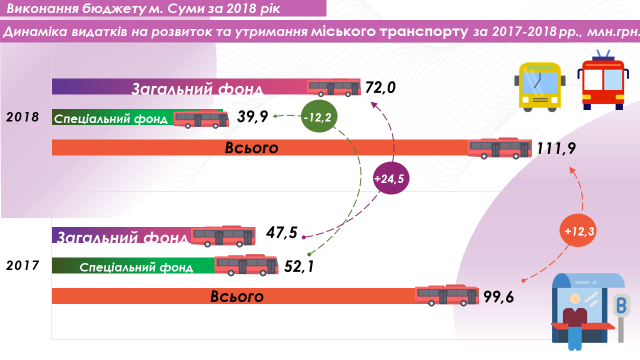 Виконання бюджету м. Суми за 2018 рік
Динаміка видатків на розвиток та утримання міського транспорту за 2017-2018 рр., млн.грн.
2018
Загальний фонд 72,0
Спеціальний фонд 39,9
-12,2
Всього 111,9
+24,5
+12,3
2017
Загальний фонд 47,5
Спеціальний фонд 52,1
Всього 99,6
В